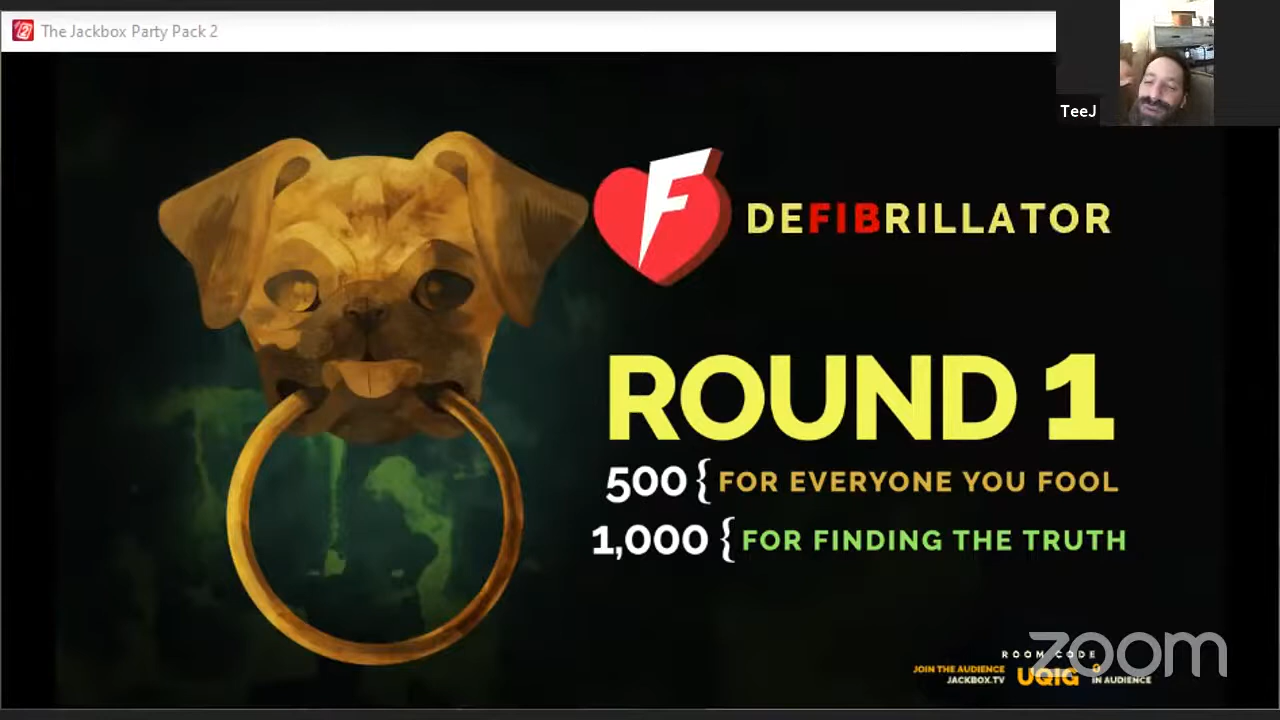 The Jackbox Party Pack 2
TeeJ
F
DEFIBRILLATOR
ROUND 1
500 { FOR EVERYONE YOU FOOL
1,000 { FOR FINDING THE TRUTH
ROOM CODE
JOIN THE AUDIENCE
JACKBOX.TV
UQIG
0
IN AUDIENCE
zoom